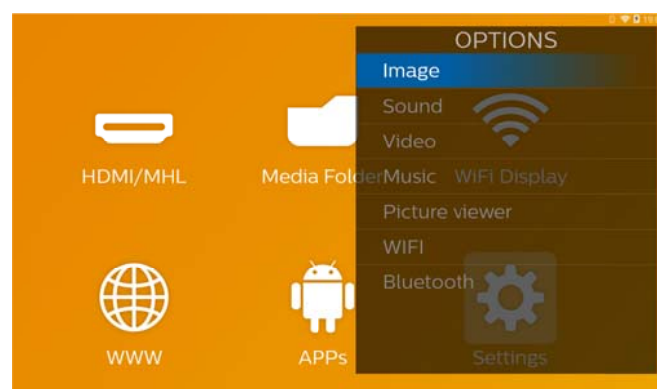 OPTIONS
Image
Sound
Video
Music
Picture viewer
WIFI
Bluetooth
HDMI/MHL
Media Folder
WiFi Display
WWW
APPs
Settings